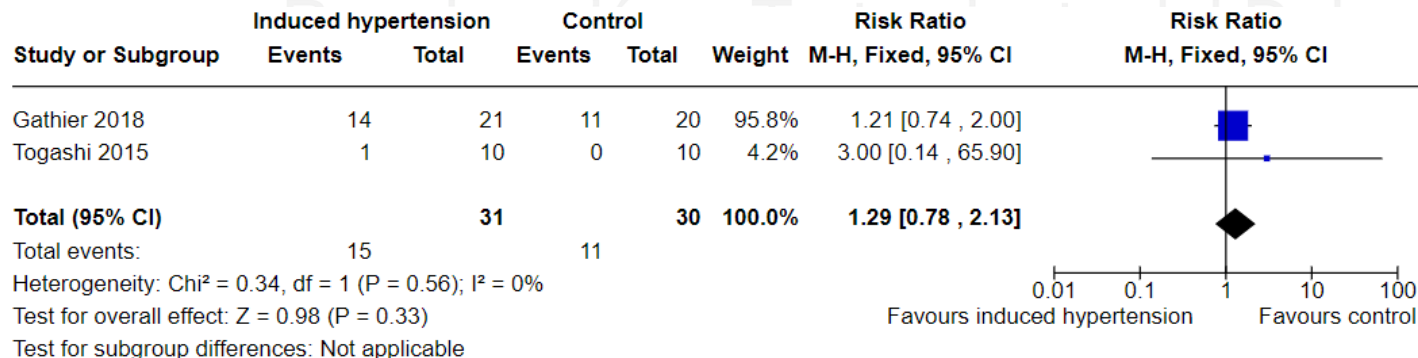 Induced hypertension Control Risk Ratio Risk Ratio
Study or Subgroup Events Total Events Total Weight M-H, Fixed, 95% CI M-H, Fixed, 95% CI
Gathier 2018 14 21 11 20 95.8% 1.21 [0.74 , 2.00]
Togashi 2015 1 10 0 10 4.2% 3.00 [0.14 , 65.90]
Total (95% CI) 31 30 100.0% 1.29 [0.78 , 2.13]
Total events: 15 11
Heterogeneity: Chi² = 0.34, df = 1 (P = 0.56); I² = 0%
0.01 0.1 1 10 100
Test for overall effect: Z = 0.98 (P = 0.33) Favours induced hypertension Favours control
Test for subgroup differences: Not applicable